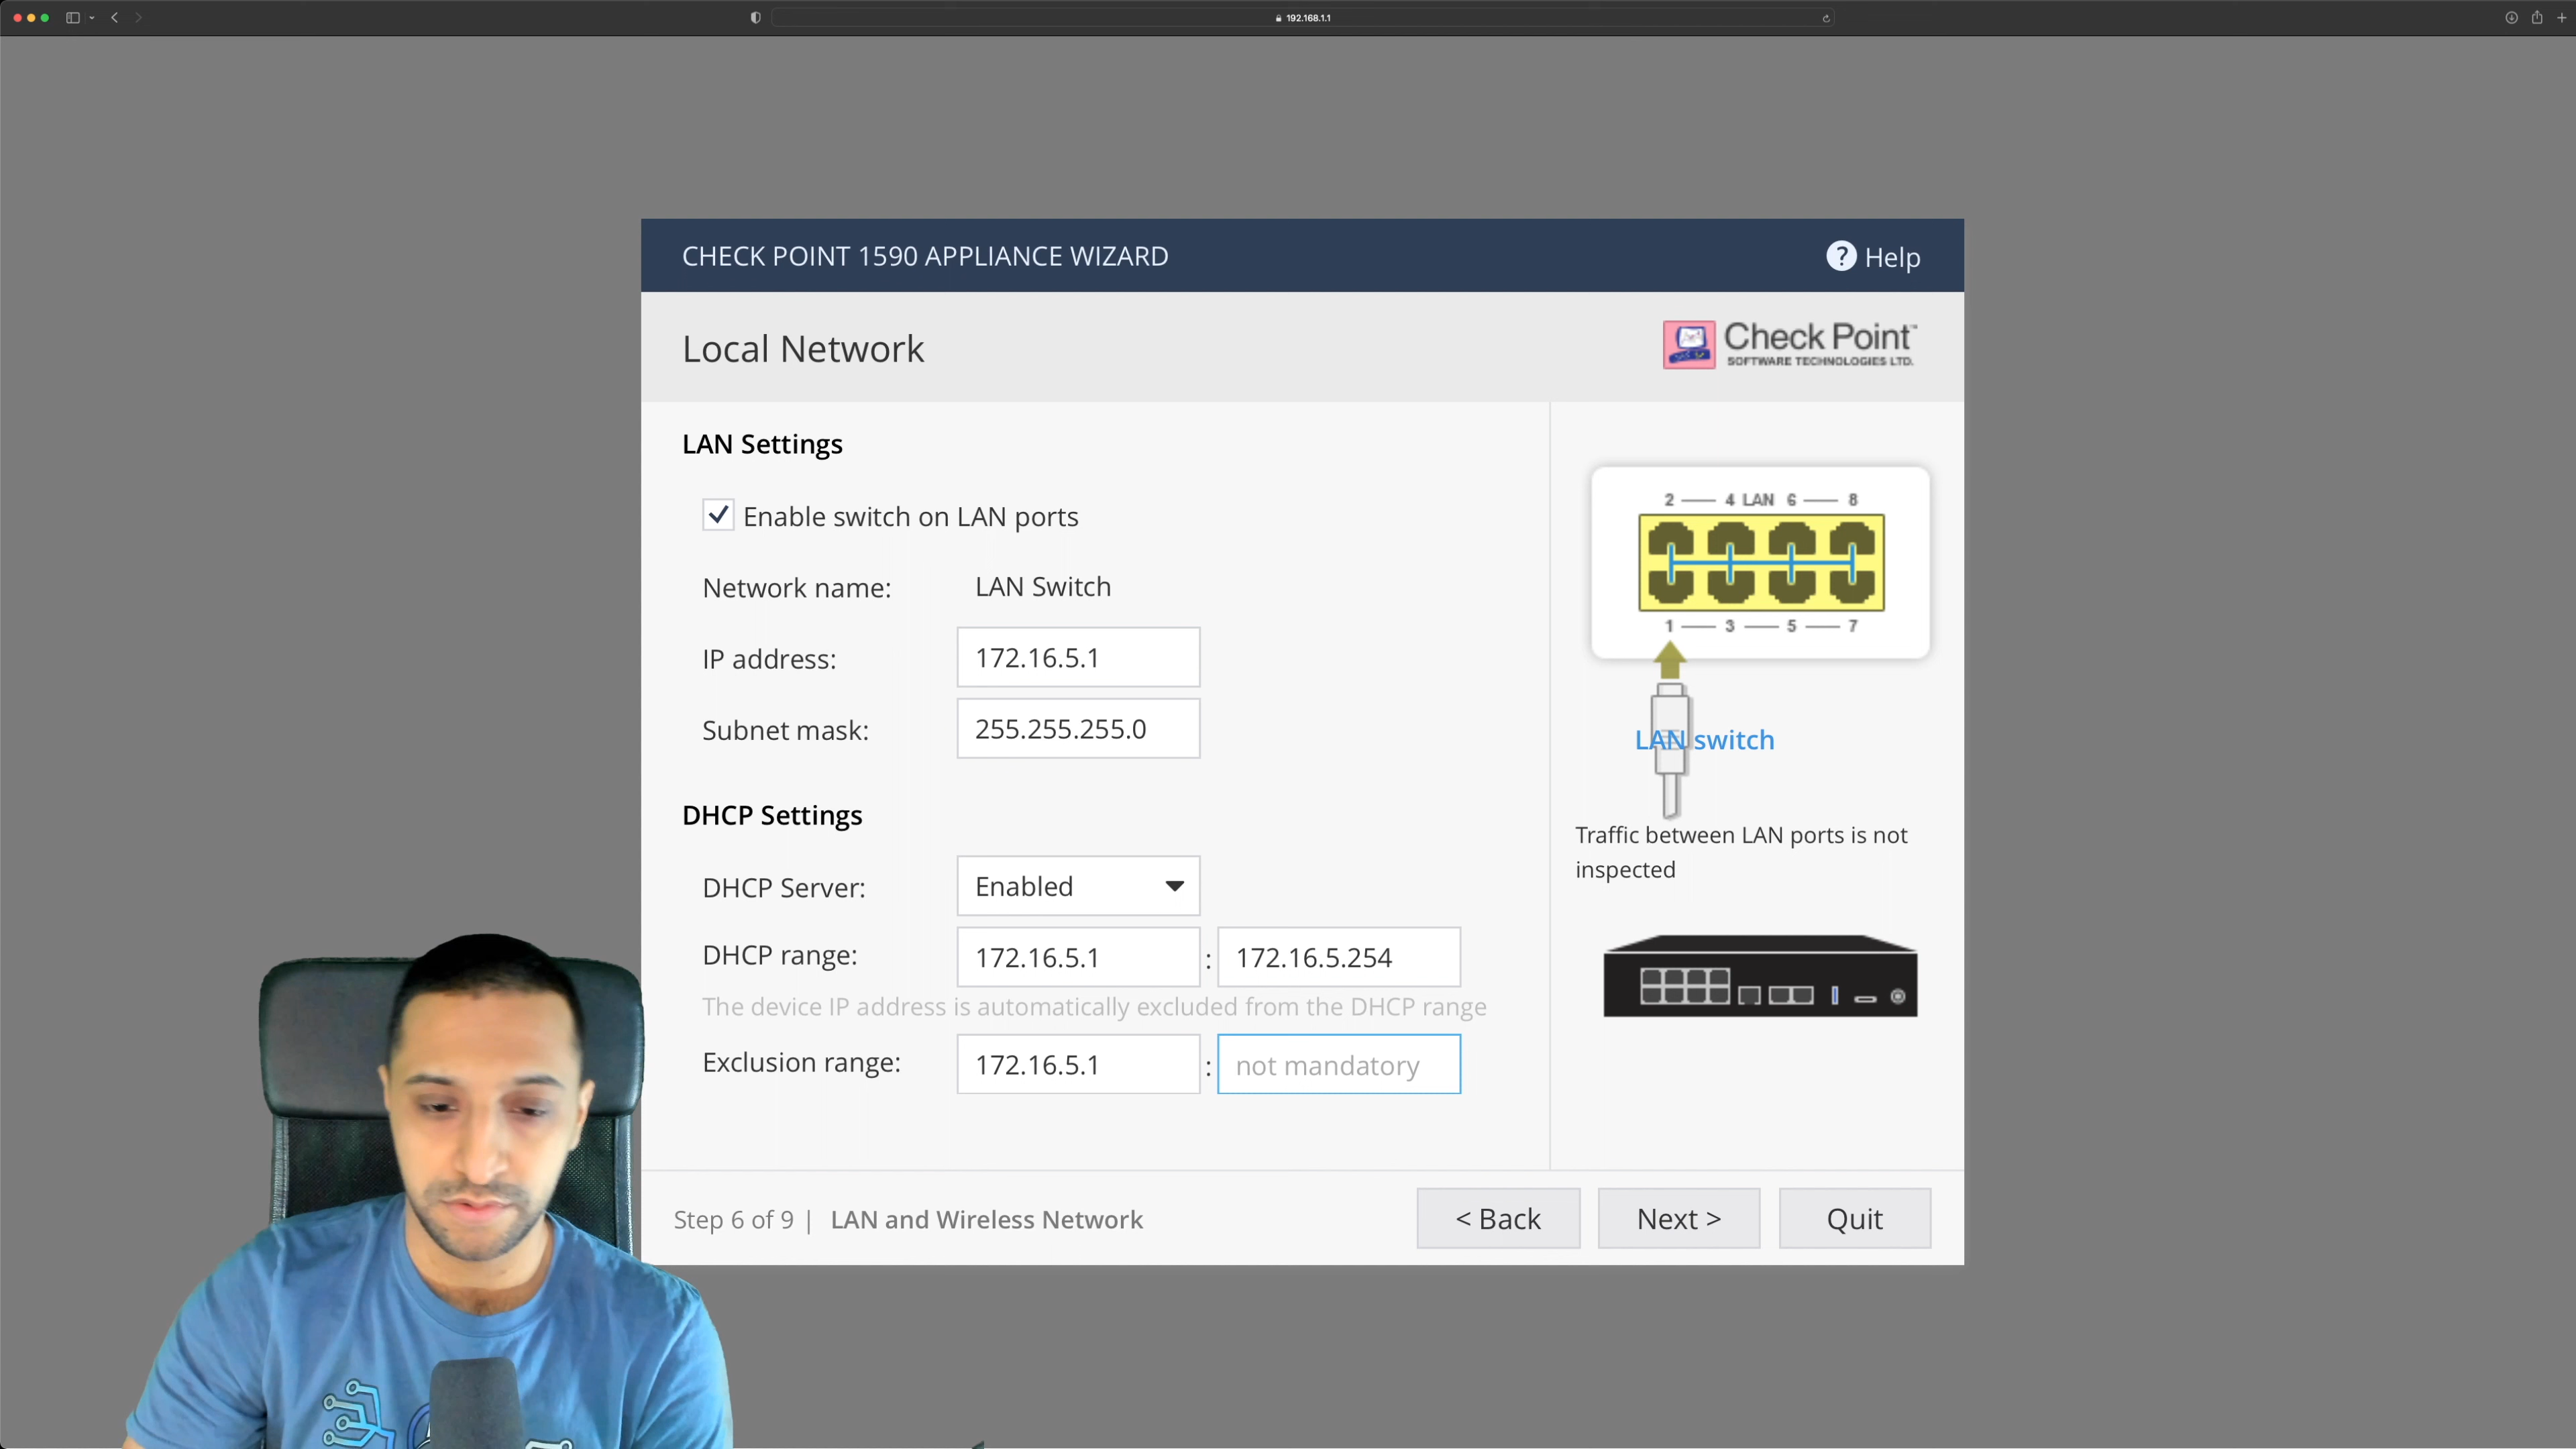 192.168.1.1
CHECK POINT 1590 APPLIANCE WIZARD
? Help
Local Network
Check Point™
SOFTWARE TECHNOLOGIES LTD.
LAN Settings
Enable switch on LAN ports
Network name: LAN Switch
IP address: 172.16.5.1
Subnet mask: 255.255.255.0
DHCP Settings
DHCP Server: Enabled
DHCP range: 172.16.5.1 : 172.16.5.254
The device IP address is automatically excluded from the DHCP range
Exclusion range: 172.16.5.1 : not mandatory
2 4 LAN 6 8
1 3 5 7
LAN switch
Traffic between LAN ports is not
inspected
Step 6 of 9 | LAN and Wireless Network
< Back
Next >
Quit